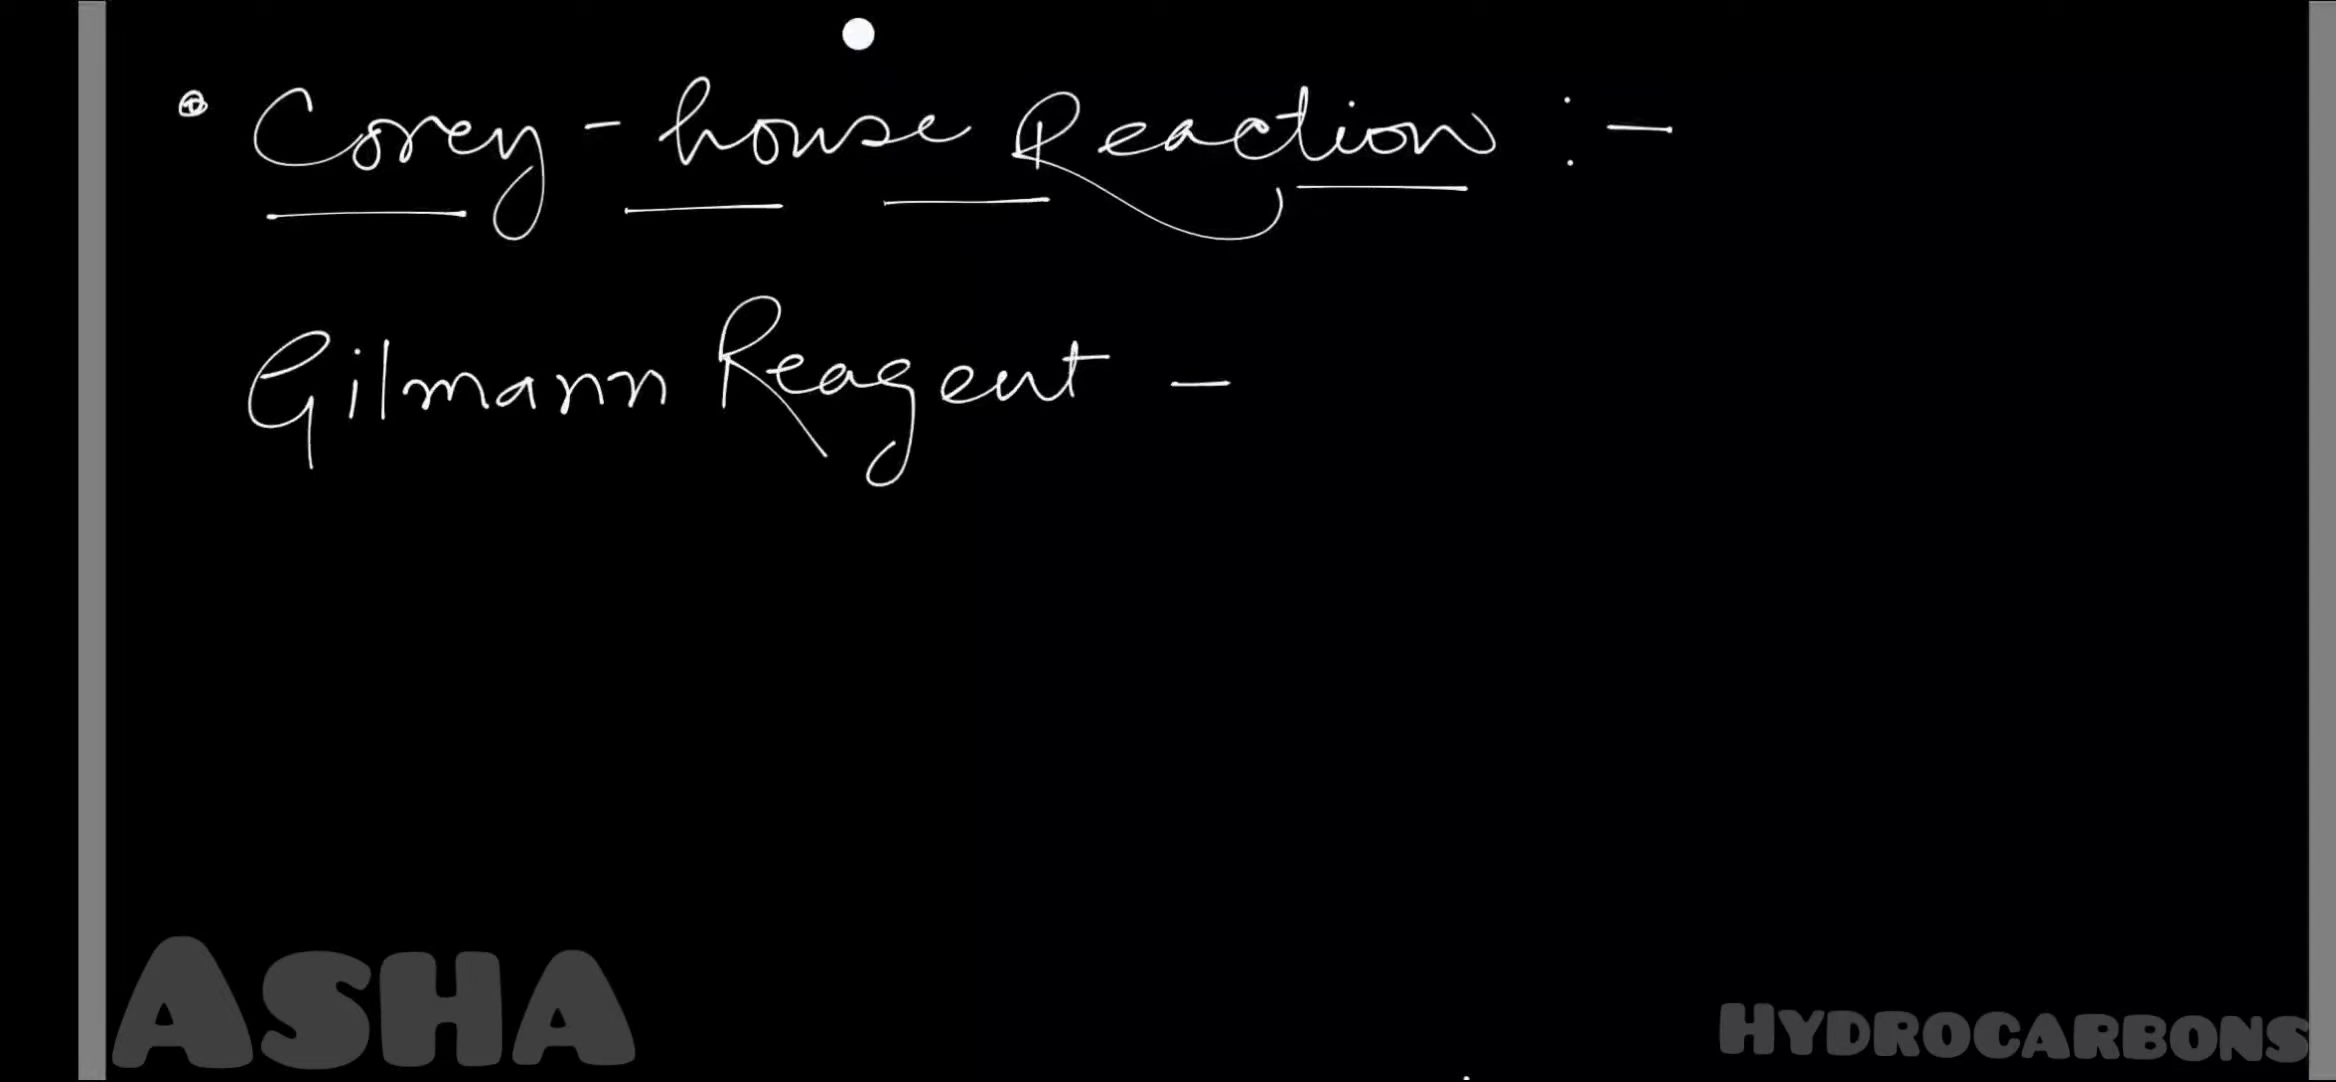 Corey-house Reaction :-
Gilmann Reagent -
ASHA
HYDROCARBONS